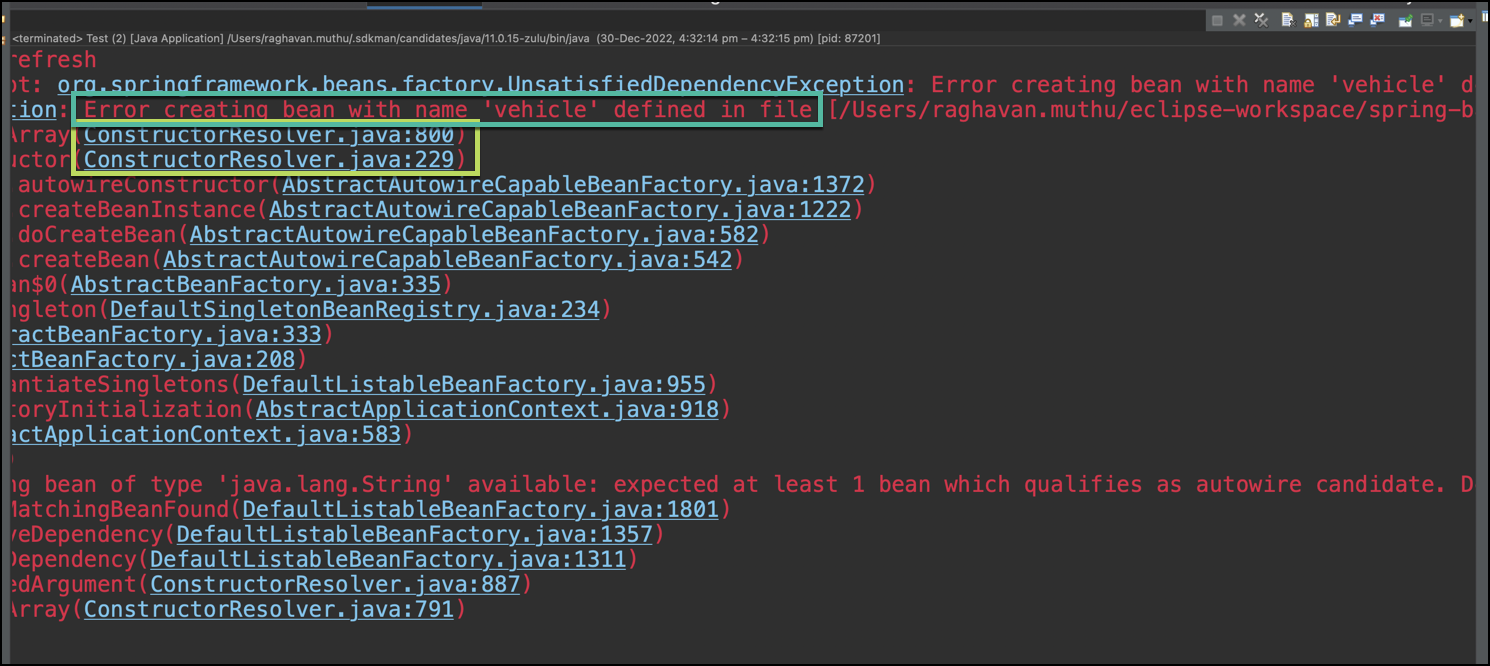 <terminated> Test (2) [Java Application] /Users/raghavan.muthu/.sdkman/candidates/java/11.0.15-zulu/bin/java (30-Dec-2022, 4:32:14 pm – 4:32:15 pm) [pid: 87201]
refresh
pt: org.springframework.beans.factory.UnsatisfiedDependencyException: Error creating bean with name 'vehicle' d
tion: Error creating bean with name 'vehicle' defined in file [/Users/raghavan.muthu/eclipse-workspace/spring-b
Array(ConstructorResolver.java:800)
uctor(ConstructorResolver.java:229)
autowireConstructor(AbstractAutowireCapableBeanFactory.java:1372)
createBeanInstance(AbstractAutowireCapableBeanFactory.java:1222)
doCreateBean(AbstractAutowireCapableBeanFactory.java:582)
createBean(AbstractAutowireCapableBeanFactory.java:542)
an$0(AbstractBeanFactory.java:335)
ngleton(DefaultSingletonBeanRegistry.java:234)
ractBeanFactory.java:333)
ctBeanFactory.java:208)
antiateSingletons(DefaultListableBeanFactory.java:955)
toryInitialization(AbstractApplicationContext.java:918)
actApplicationContext.java:583)
)
ng bean of type 'java.lang.String' available: expected at least 1 bean which qualifies as autowire candidate. D
MatchingBeanFound(DefaultListableBeanFactory.java:1801)
veDependency(DefaultListableBeanFactory.java:1357)
Dependency(DefaultListableBeanFactory.java:1311)
edArgument(ConstructorResolver.java:887)
Array(ConstructorResolver.java:791)